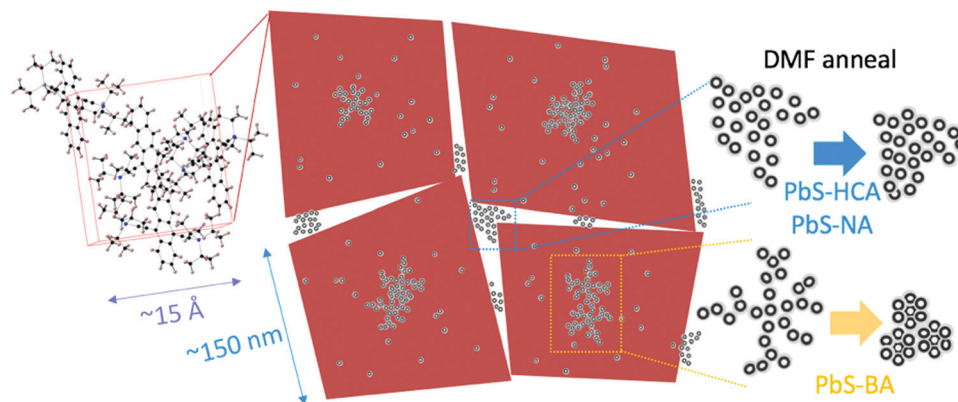 DMF anneal
PbS-HCA
PbS-NA
~15 Å
~150 nm
PbS-BA